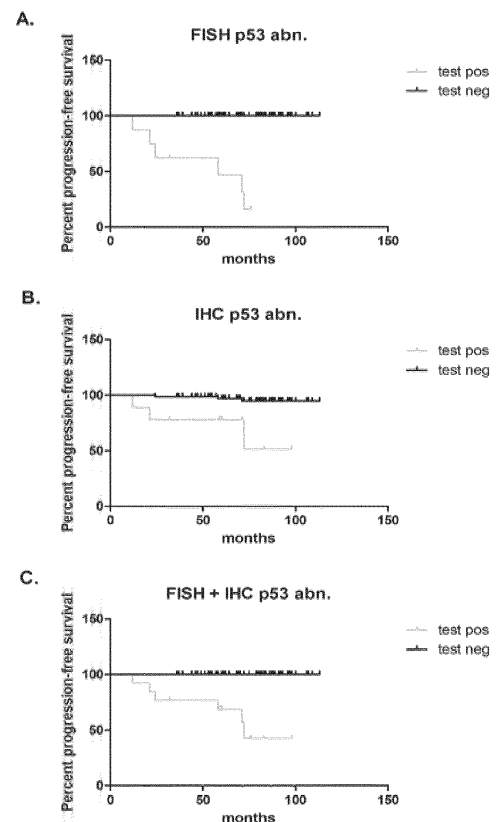 A.
FISH p53 abn.
Percent progression-free survival
150
100
50
0
0 50 100 150
months
test pos
test neg
B.
IHC p53 abn.
Percent progression-free survival
150
100
50
0
0 50 100 150
months
test pos
test neg
C.
FISH + IHC p53 abn.
Percent progression-free survival
150
100
50
0
0 50 100 150
months
test pos
test neg